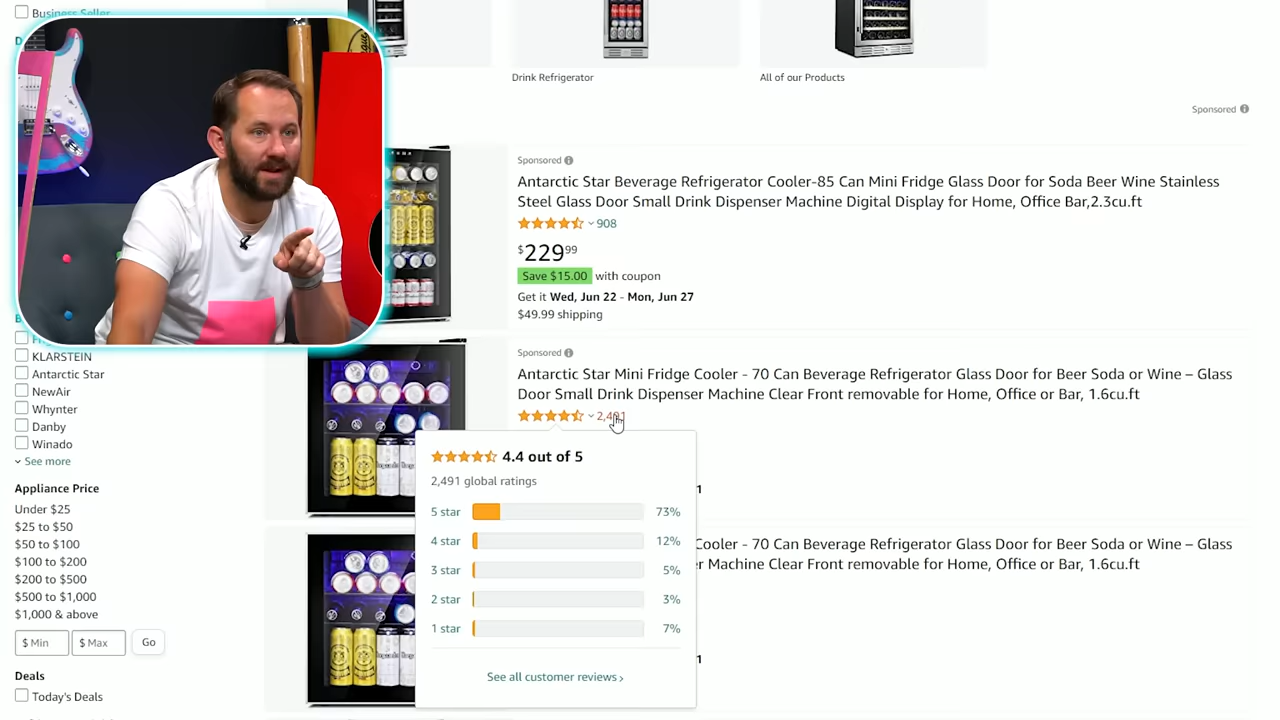 Business Seller
Drink Refrigerator
All of our Products
Sponsored
Sponsored
Antarctic Star Beverage Refrigerator Cooler-85 Can Mini Fridge Glass Door for Soda Beer Wine Stainless
Steel Glass Door Small Drink Dispenser Machine Digital Display for Home, Office Bar,2.3cu.ft
908
$229.99
Save $15.00 with coupon
Get it Wed, Jun 22 - Mon, Jun 27
$49.99 shipping
Sponsored
Antarctic Star Mini Fridge Cooler - 70 Can Beverage Refrigerator Glass Door for Beer Soda or Wine – Glass
Door Small Drink Dispenser Machine Clear Front removable for Home, Office or Bar, 1.6cu.ft
2,491
4.4 out of 5
2,491 global ratings
5 star 73%
4 star 12%
3 star 5%
2 star 3%
1 star 7%
See all customer reviews ›
1
Cooler - 70 Can Beverage Refrigerator Glass Door for Beer Soda or Wine – Glass
r Machine Clear Front removable for Home, Office or Bar, 1.6cu.ft
1
KLARSTEIN
Antarctic Star
NewAir
Whynter
Danby
Winado
See more
Appliance Price
Under $25
$25 to $50
$50 to $100
$100 to $200
$200 to $500
$500 to $1,000
$1,000 & above
$ Min $ Max Go
Deals
Today's Deals